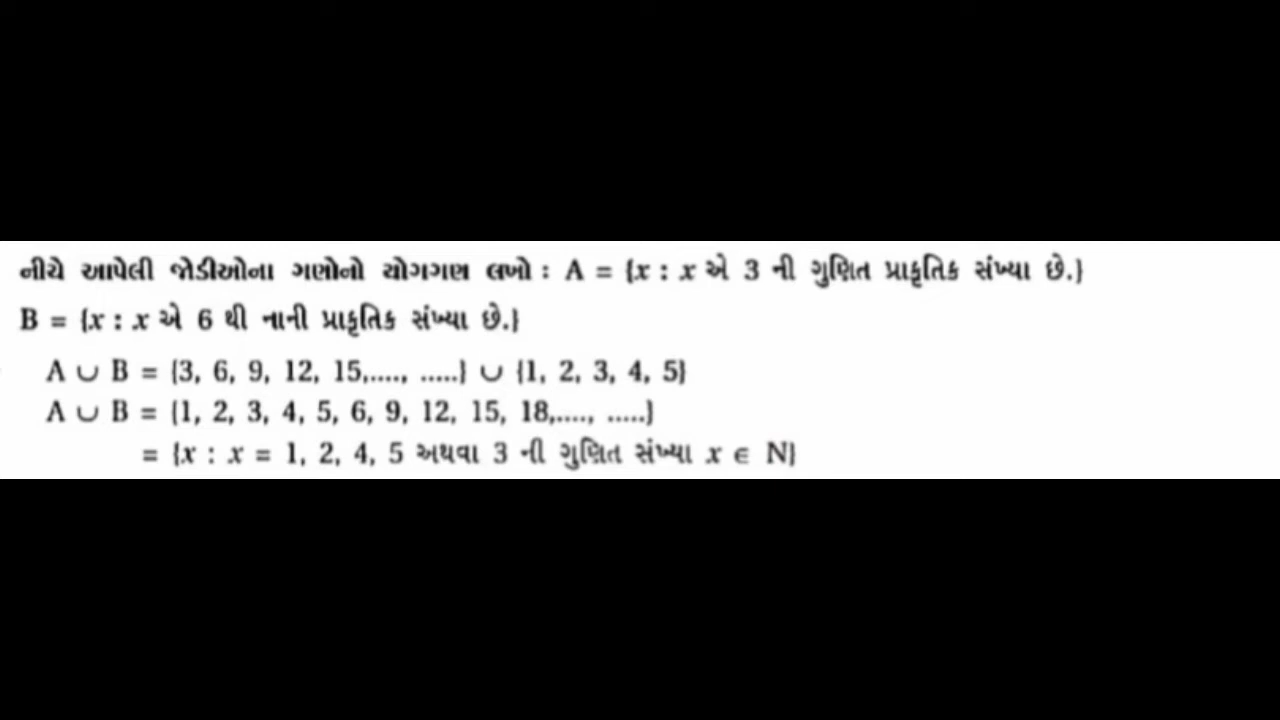 નીચે આપેલી જોડીઓના ગણોનો યોગગણ લખો : A = {x : x એ 3 ની ગુણિત પ્રાકૃતિક સંખ્યા છે.}
B = {x : x એ 6 થી નાની પ્રાકૃતિક સંખ્યા છે.}
A ∪ B = {3, 6, 9, 12, 15,...., .....} ∪ {1, 2, 3, 4, 5}
A ∪ B = {1, 2, 3, 4, 5, 6, 9, 12, 15, 18,...., .....}
= {x : x = 1, 2, 4, 5 અથવા 3 ની ગુણિત સંખ્યા x ∈ N}